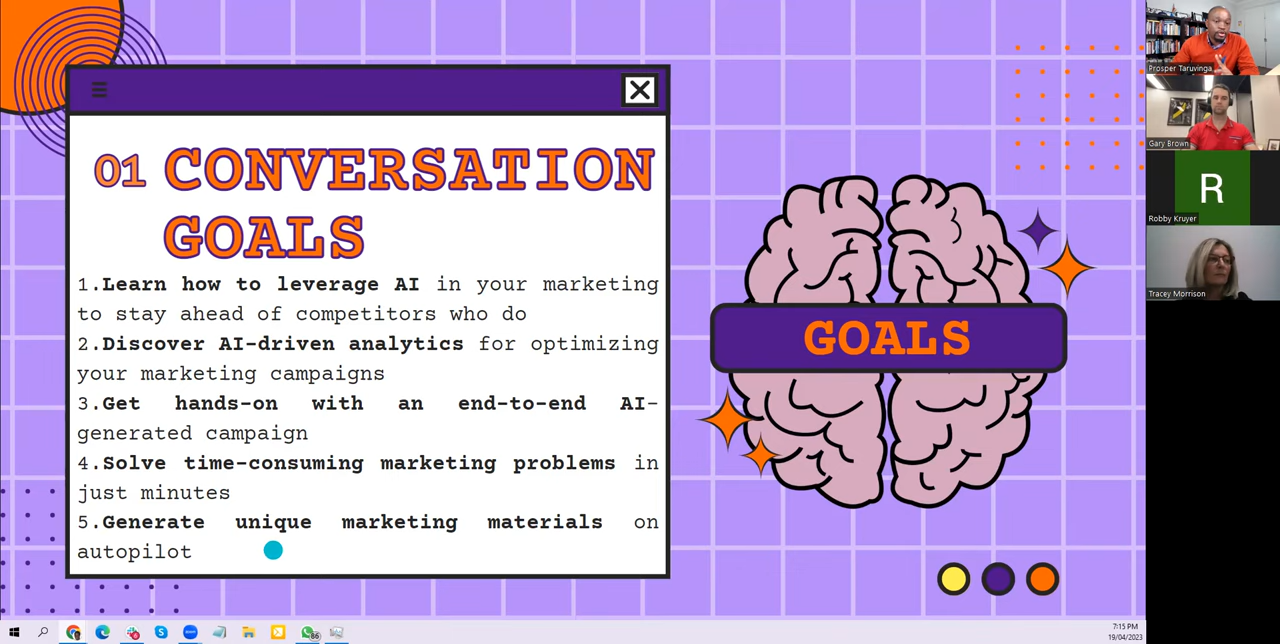 01 CONVERSATION
GOALS
1.Learn how to leverage AI in your marketing
to stay ahead of competitors who do
2.Discover AI-driven analytics for optimizing
your marketing campaigns
3.Get hands-on with an end-to-end AI-
generated campaign
4.Solve time-consuming marketing problems in
just minutes
5.Generate unique marketing materials on
autopilot
GOALS
Prosper Taruvinga
Gary Brown
R
Robby Kruyer
Tracey Morrison
86
7:15 PM
19/04/2023